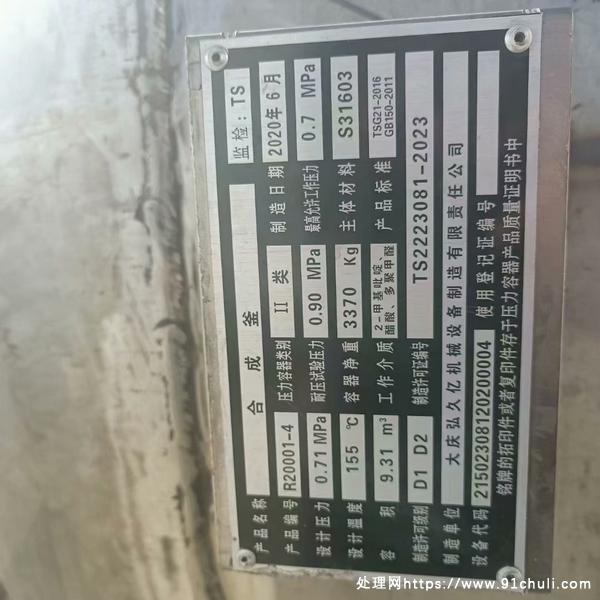 产品名称 合成釜 监检：TS
产品编号 R20001-4 压力容器类别 II 类 制造日期 2020年6月
设计压力 0.71 MPa 耐压试验压力 0.90 MPa 最高允许工作压力 0.7 MPa
设计温度 155 ℃ 容器净重 3370 Kg 主体材料 S31603
容积 9.31 m³ 工作介质 2-甲基吡啶、醋酸、多聚甲醛 产品标准 TSG21-2016 GB150-2011
制造许可级别 D1 D2 制造许可证编号 TS2223081-2023
制造单位 大庆弘久亿机械设备制造有限责任公司
设备代码 21502308120200004 使用登记证编号
铭牌的拓印件或者复印件存于压力容器产品质量证明书中
处理网https://www.91chuli.com/